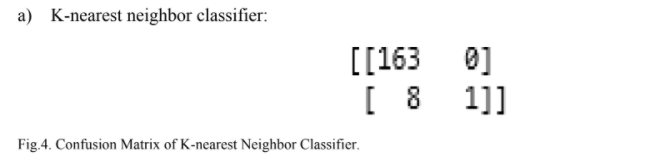 a) K-nearest neighbor classifier:
[[163 0]
[ 8 1]]
Fig.4. Confusion Matrix of K-nearest Neighbor Classifier.